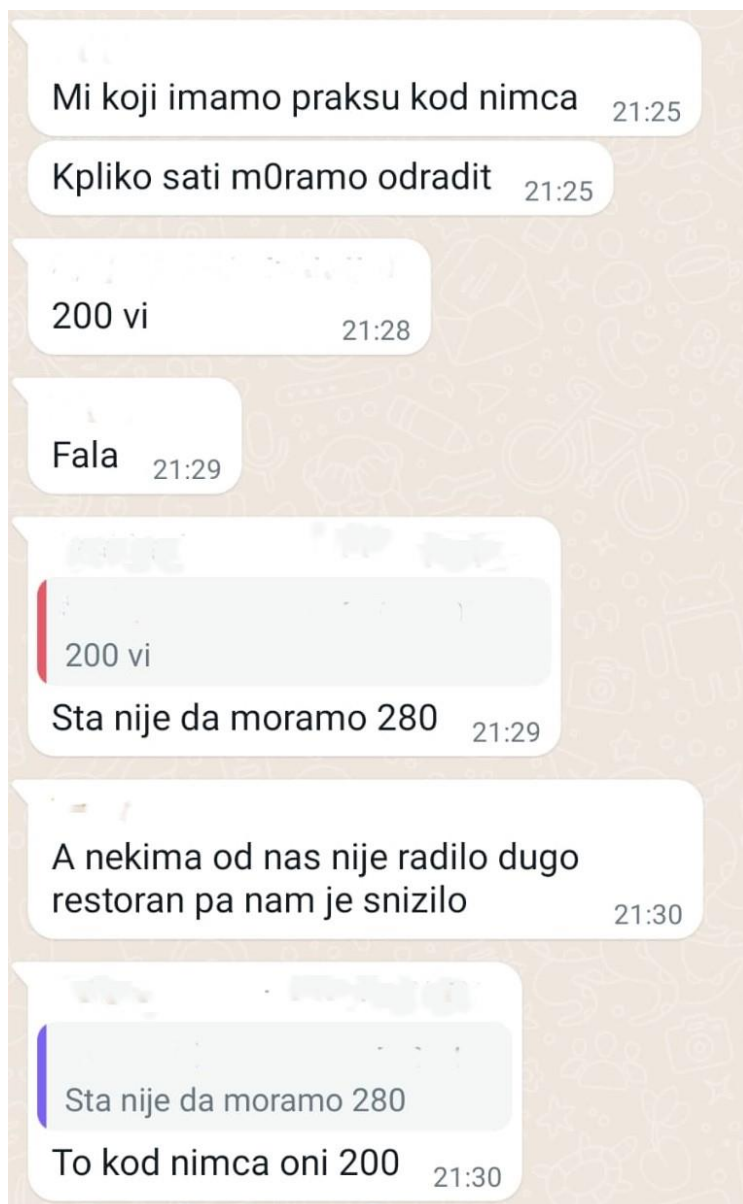 Mi koji imamo praksu kod nimca 21:25
Kpliko sati m0ramo odradit 21:25
200 vi 21:28
Fala 21:29
200 vi
Sta nije da moramo 280 21:29
A nekima od nas nije radilo dugo
restoran pa nam je snizilo 21:30
Sta nije da moramo 280
To kod nimca oni 200 21:30